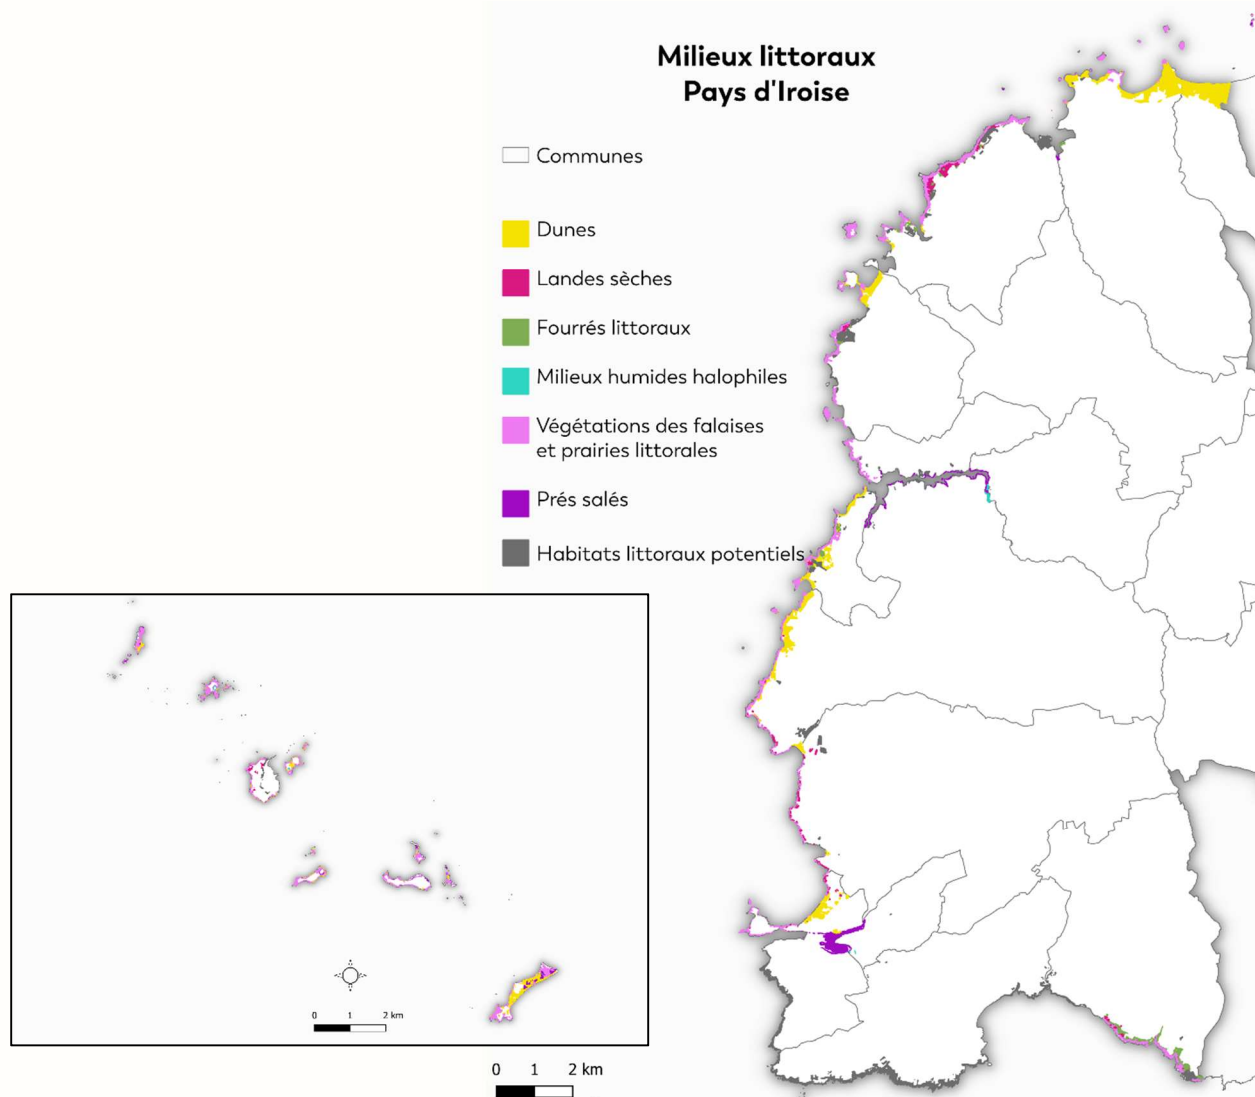 Milieux littoraux
Pays d'Iroise
Communes
Dunes
Landes sèches
Fourrés littoraux
Milieux humides halophiles
Végétations des falaises
et prairies littorales
Prés salés
Habitats littoraux potentiels
0 1 2 km
0 1 2 km